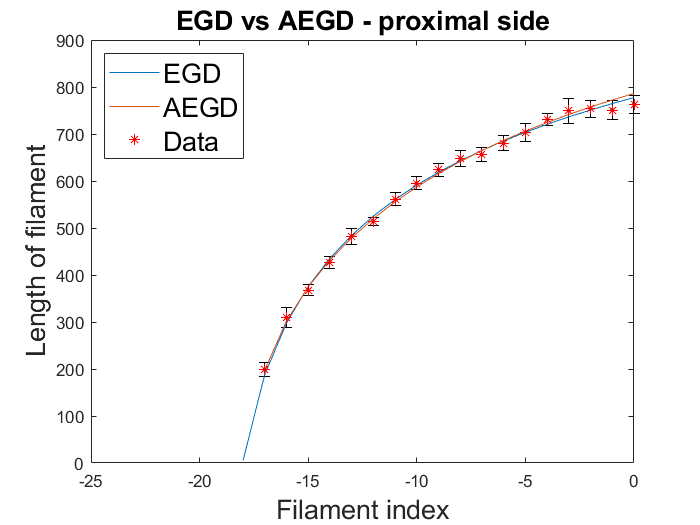 EGD vs AEGD - proximal side
Length of filament
900
800
700
600
500
400
300
200
100
0
EGD
AEGD
Data
-25 -20 -15 -10 -5 0
Filament index